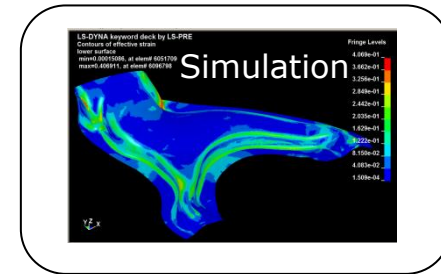 LS-DYNA keyword deck by LS-PRE
Contours of effective strain
lower surface
min=0.00015086, at elem# 6051709
max=0.406911, at elem# 6096798
Simulation
Fringe Levels
4.069e-01
3.662e-01
3.256e-01
2.849e-01
2.442e-01
2.035e-01
1.629e-01
1.222e-01
8.150e-02
4.083e-02
1.509e-04
Y Z X